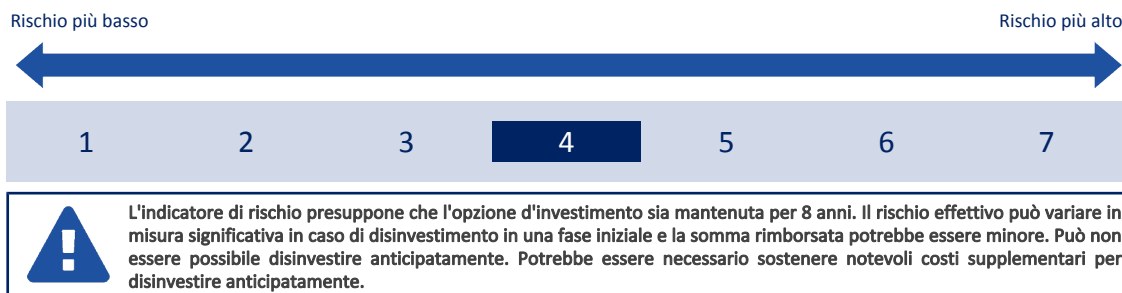 Rischio più basso Rischio più alto
1 2 3 4 5 6 7
L'indicatore di rischio presuppone che l'opzione d'investimento sia mantenuta per 8 anni. Il rischio effettivo può variare in
misura significativa in caso di disinvestimento in una fase iniziale e la somma rimborsata potrebbe essere minore. Può non
essere possibile disinvestire anticipatamente. Potrebbe essere necessario sostenere notevoli costi supplementari per
disinvestire anticipatamente.